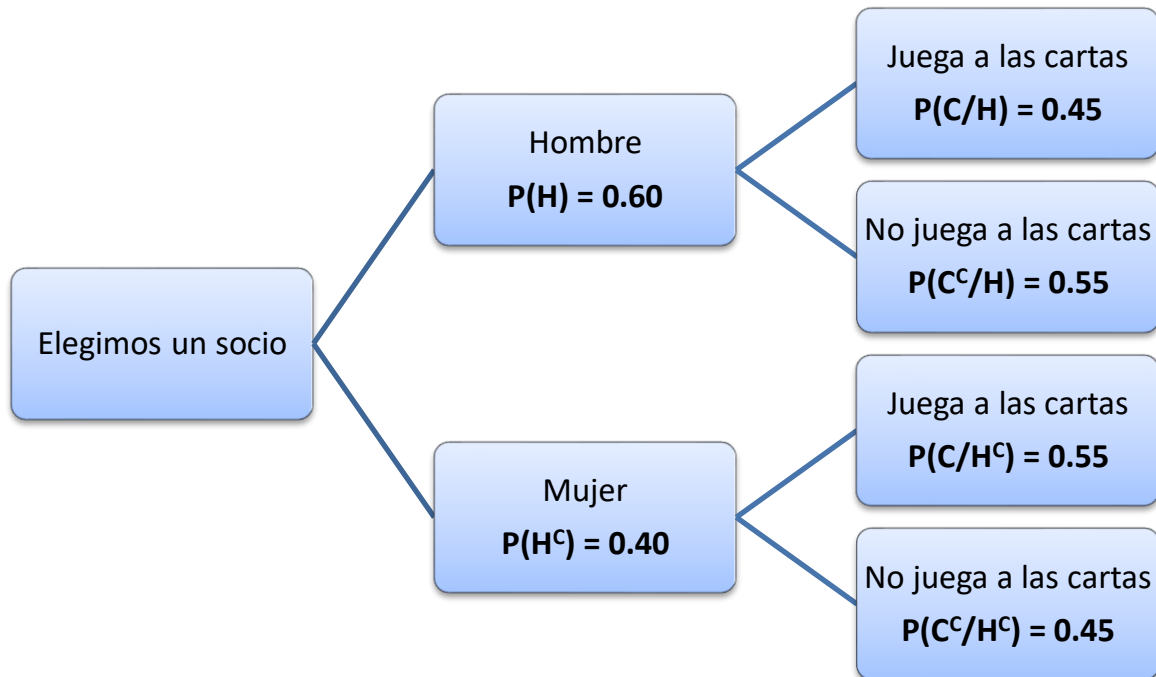 Elegimos un socio
Hombre
P(H) = 0.60
Mujer
P(Hᶜ) = 0.40
Juega a las cartas
P(C/H) = 0.45
No juega a las cartas
P(Cᶜ/H) = 0.55
Juega a las cartas
P(C/Hᶜ) = 0.55
No juega a las cartas
P(Cᶜ/Hᶜ) = 0.45